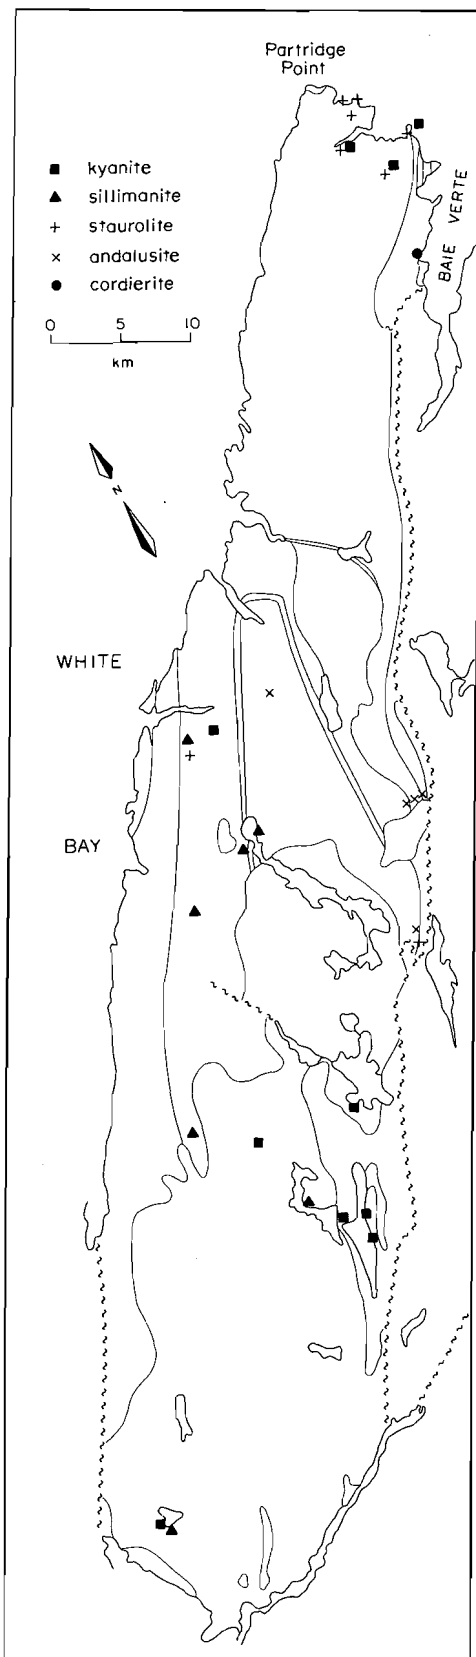 Partridge
Point
kyanite
sillimanite
staurolite
andalusite
cordierite
0 5 10
km
N
BAIE VERTE
WHITE
BAY